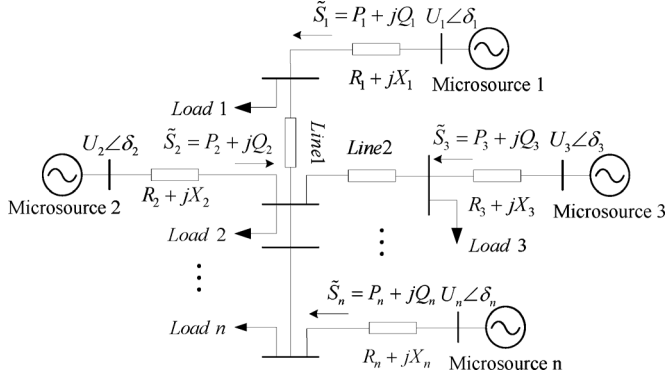 S̃₁ = P₁ + jQ₁ U₁∠δ₁
R₁ + jX₁
Microsource 1
Load 1
Line1
U₂∠δ₂
S̃₂ = P₂ + jQ₂
R₂ + jX₂
Microsource 2
Line2
S̃₃ = P₃ + jQ₃ U₃∠δ₃
R₃ + jX₃
Microsource 3
Load 2
Load 3
S̃ₙ = Pₙ + jQₙ Uₙ∠δₙ
Load n
Rₙ + jXₙ
Microsource n